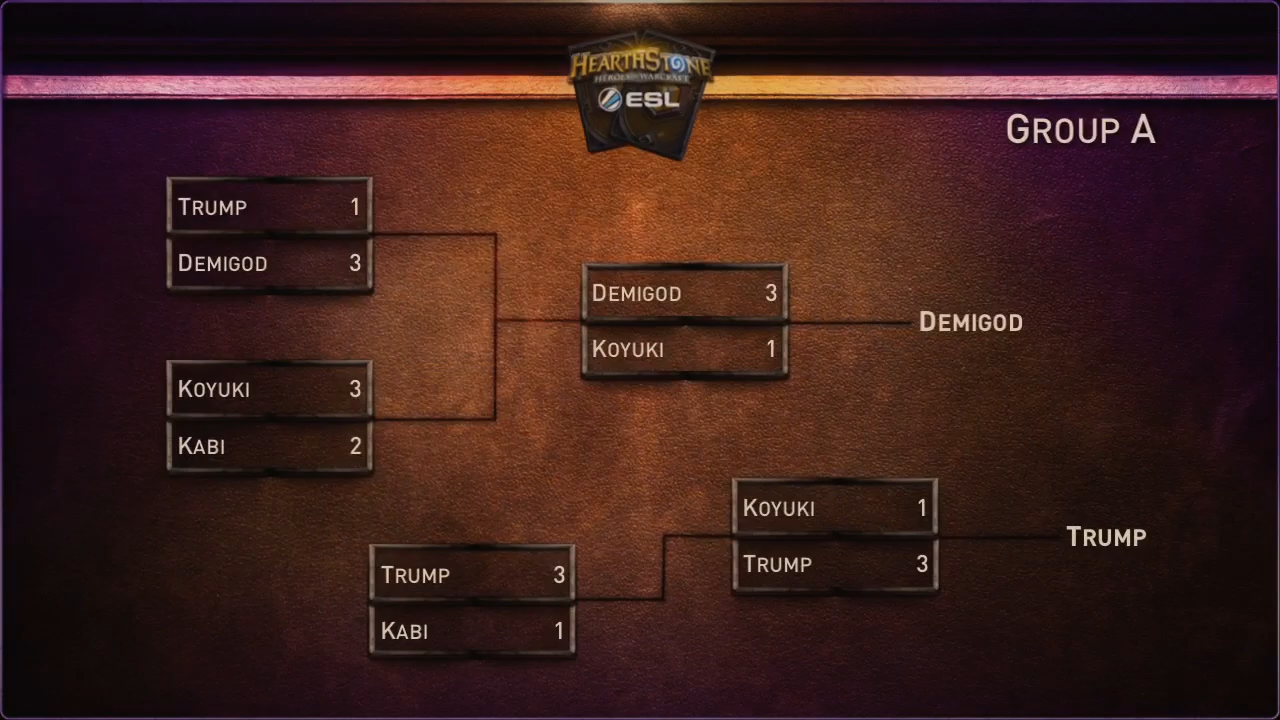 HEARTHSTONE
HEROES OF WARCRAFT
ESL
GROUP A
TRUMP 1
DEMIGOD 3
DEMIGOD 3
KOYUKI 1
DEMIGOD
KOYUKI 3
KABI 2
KOYUKI 1
TRUMP 3
TRUMP
TRUMP 3
KABI 1